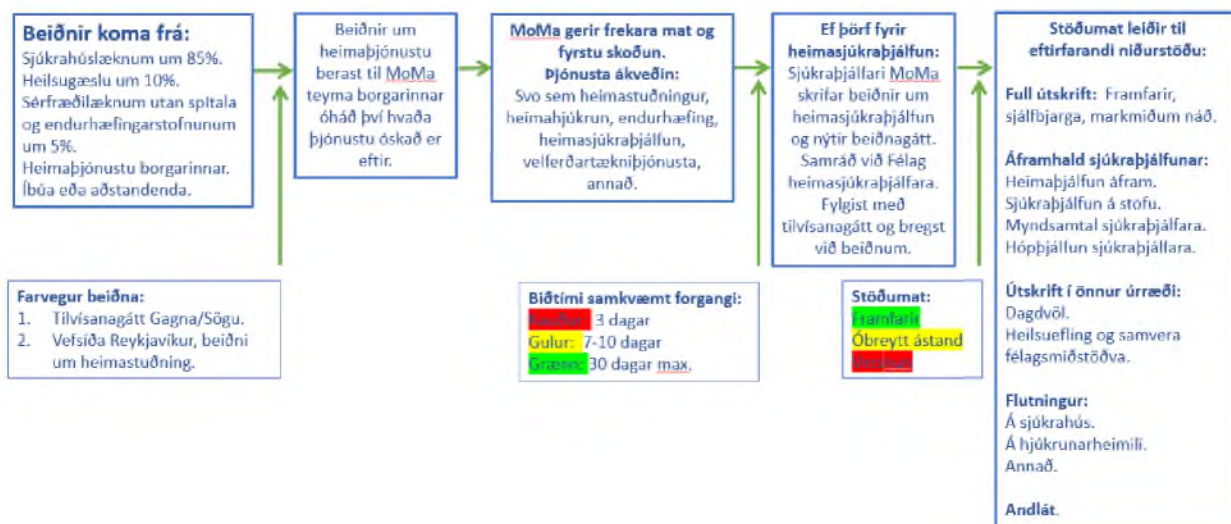 Beiðnir koma frá:
Sjúkrahúslæknum um 85%.
Heilsugæslu um 10%.
Sérfræðilæknum utan spítala
og endurhæfingarstofnunum
um 5%.
Heimaþjónustu borgarinnar.
Íbúa eða aðstandenda.
Beiðnir um
heimaþjónustu
berast til MoMa
teyma borgarinnar
óháð því hvaða
þjónustu óskað er
eftir.
MoMa gerir frekara mat og
fyrstu skoðun.
Þjónusta ákveðin:
Svo sem heimastuðningur,
heimahjúkrun, endurhæfing,
heimasjúkraþjálfun,
velferðartækniþjónusta,
annað.
Ef þörf fyrir
heimasjúkraþjálfun:
Sjúkraþjálfari MoMa
skrifar beiðnir um
heimasjúkraþjálfun
og nýtir beiðnagátt.
Samráð við Félag
heimasjúkraþjálfara.
Fylgist með
tilvísanagátt og bregst
við beiðnum.
Stöðumat leiðir til
eftirfarandi niðurstöðu:
Full útskrift: Framfarir,
sjálfbjarga, markmiðum náð.
Áframhald sjúkraþjálfunar:
Heimaþjálfun áfram.
Sjúkraþjálfun á stofu.
Myndsamtal sjúkraþjálfara.
Hópþjálfun sjúkraþjálfara.
Útskrift í önnur úrræði:
Dagdvöl.
Heilsuefling og samvera
félagsmiðstöðva.
Flutningur:
Á sjúkrahús.
Á hjúkrunarheimili.
Annað.
Andlát.
Farvegur beiðna:
1. Tilvísanagátt Gagna/Sögu.
2. Vefsíða Reykjavíkur, beiðni
um heimastuðning.
Biðtími samkvæmt forgangi:
Rauður: 3 dagar
Gulur: 7-10 dagar
Grænn: 30 dagar max.
Stöðumat:
Framfarir
Óbreytt ástand